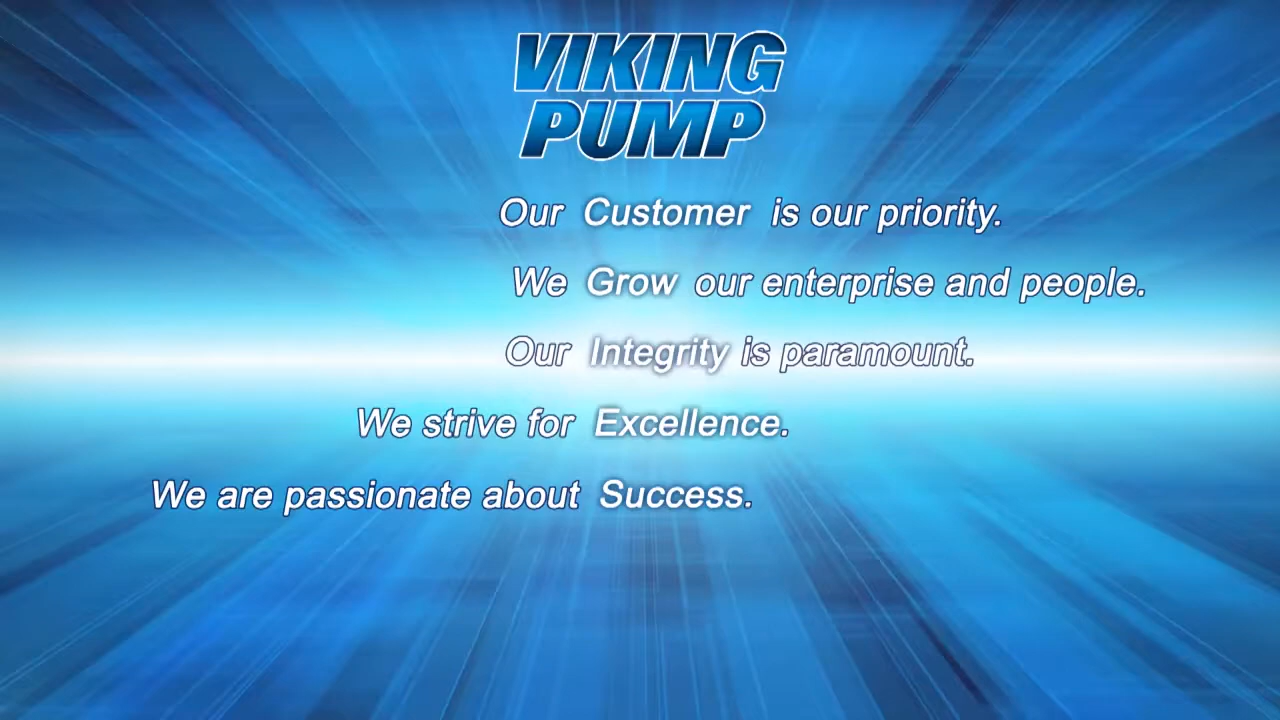 VIKING
PUMP
Our Customer is our priority.
We Grow our enterprise and people.
Our Integrity is paramount.
We strive for Excellence.
We are passionate about Success.